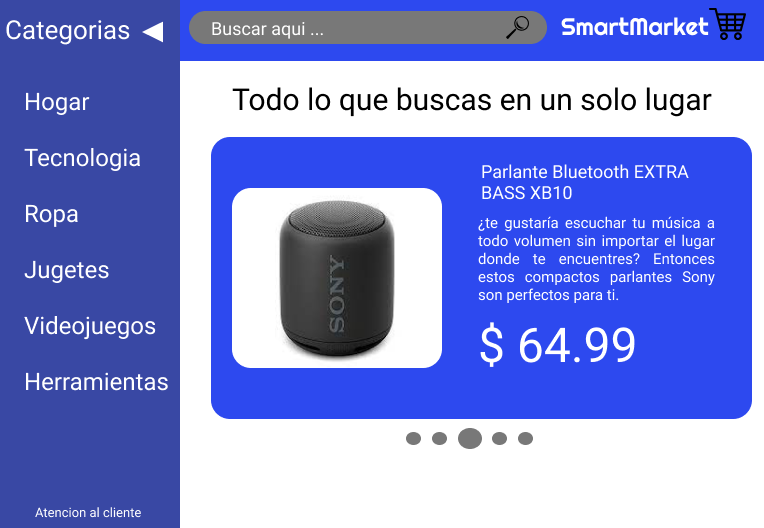 Categorias
Buscar aqui ...
SmartMarket
Hogar
Tecnologia
Ropa
Jugetes
Videojuegos
Herramientas
Atencion al cliente
Todo lo que buscas en un solo lugar
SONY
Parlante Bluetooth EXTRA
BASS XB10
¿te gustaría escuchar tu música a
todo volumen sin importar el lugar
donde te encuentres? Entonces
estos compactos parlantes Sony
son perfectos para ti.
$ 64.99